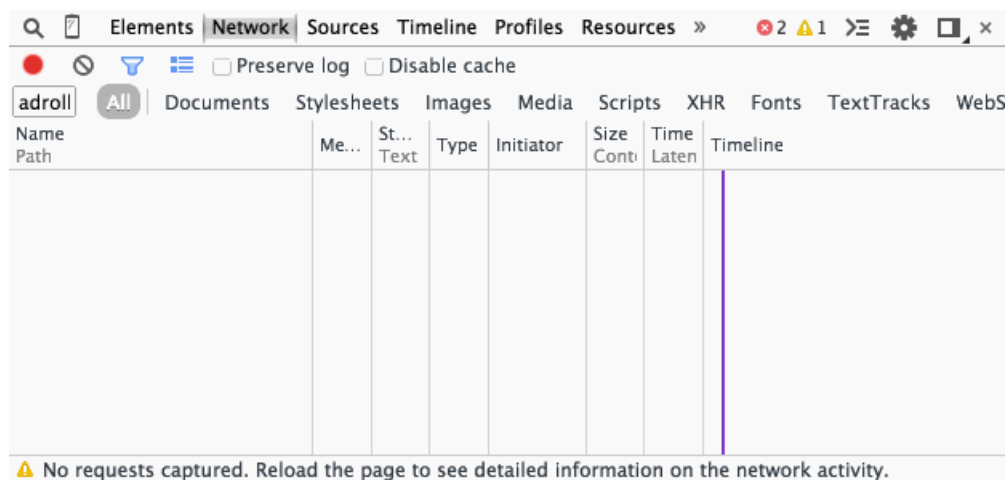 Elements Network Sources Timeline Profiles Resources » 2 1
Preserve log Disable cache
adroll All Documents Stylesheets Images Media Scripts XHR Fonts TextTracks WebS
Name Me... St... Type Initiator Size Time Timeline
Path Text Conte Laten
No requests captured. Reload the page to see detailed information on the network activity.